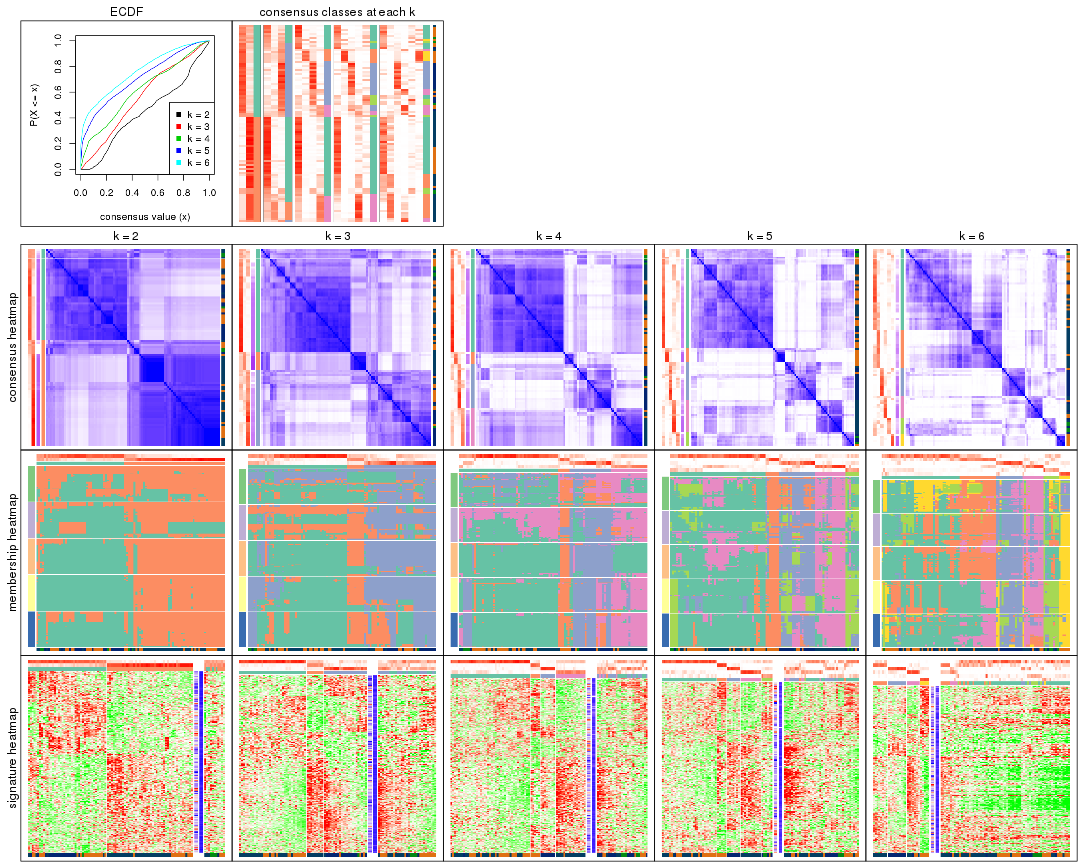 ECDF
consensus classes at each k
P(X <= x)
0.0
0.2
0.4
0.6
0.8
1.0
k = 2
k = 3
k = 4
k = 5
k = 6
0.0 0.2 0.4 0.6 0.8 1.0
consensus value (x)
k = 2
k = 3
k = 4
k = 5
k = 6
consensus heatmap
membership heatmap
signature heatmap